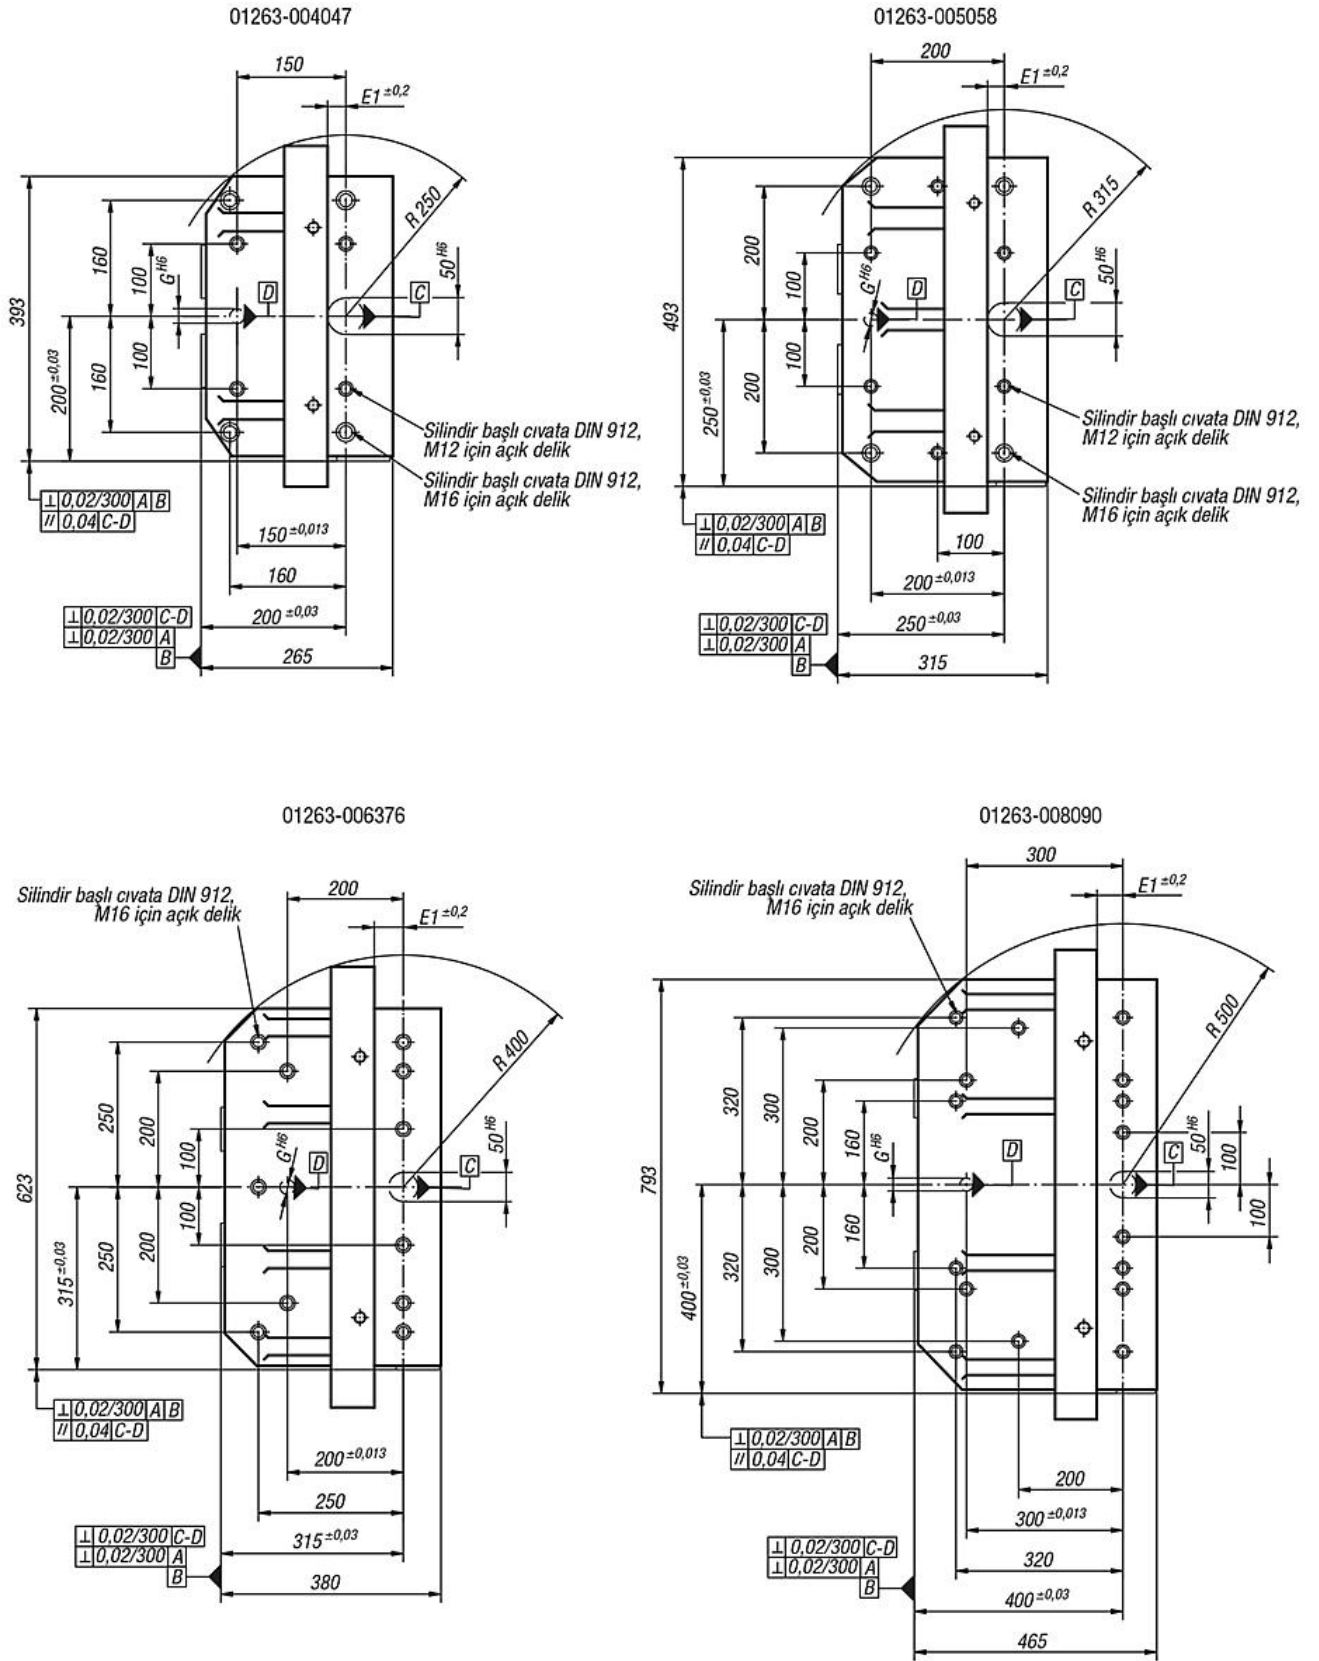 01263-004047
150
E1 ±0,2
R 250
393
160
100
G H6
D
C
50 H6
200 ±0,03
160
100
Silindir başlı cıvata DIN 912,
M12 için açık delik
Silindir başlı cıvata DIN 912,
M16 için açık delik
⊥ 0,02/300 A B
// 0,04 C-D
150 ±0,013
160
200 ±0,03
⊥ 0,02/300 C-D
⊥ 0,02/300 A
B
265
01263-005058
200
E1 ±0,2
R 315
493
200
100
G H6
D
C
50 H6
250 ±0,03
200
100
Silindir başlı cıvata DIN 912,
M12 için açık delik
Silindir başlı cıvata DIN 912,
M16 için açık delik
⊥ 0,02/300 A B
// 0,04 C-D
100
200 ±0,013
250 ±0,03
⊥ 0,02/300 C-D
⊥ 0,02/300 A
B
315
01263-006376
Silindir başlı cıvata DIN 912,
M16 için açık delik
200
E1 ±0,2
R 400
623
250
200
100
G H6
D
C
50 H6
315 ±0,03
250
200
100
⊥ 0,02/300 A B
// 0,04 C-D
200 ±0,013
250
315 ±0,03
⊥ 0,02/300 C-D
⊥ 0,02/300 A
B
380
01263-008090
Silindir başlı cıvata DIN 912,
M16 için açık delik
300
E1 ±0,2
R 500
793
320
300
200
160
G H6
D
C
50 H6
100
100
400 ±0,03
320
300
200
160
⊥ 0,02/300 A B
// 0,04 C-D
200
300 ±0,013
320
400 ±0,03
⊥ 0,02/300 C-D
⊥ 0,02/300 A
B
465